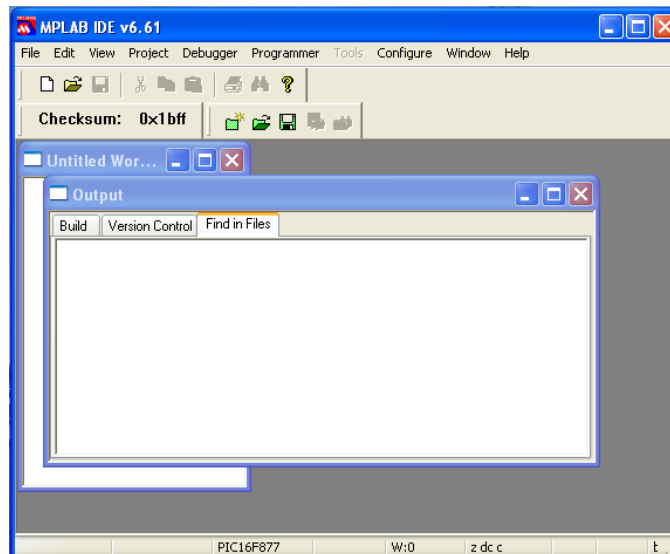 MPLAB IDE v6.61
File Edit View Project Debugger Programmer Tools Configure Window Help
Checksum: 0x1bff
Untitled Wor...
Output
Build Version Control Find in Files
PIC16F877 W:0 z dc c